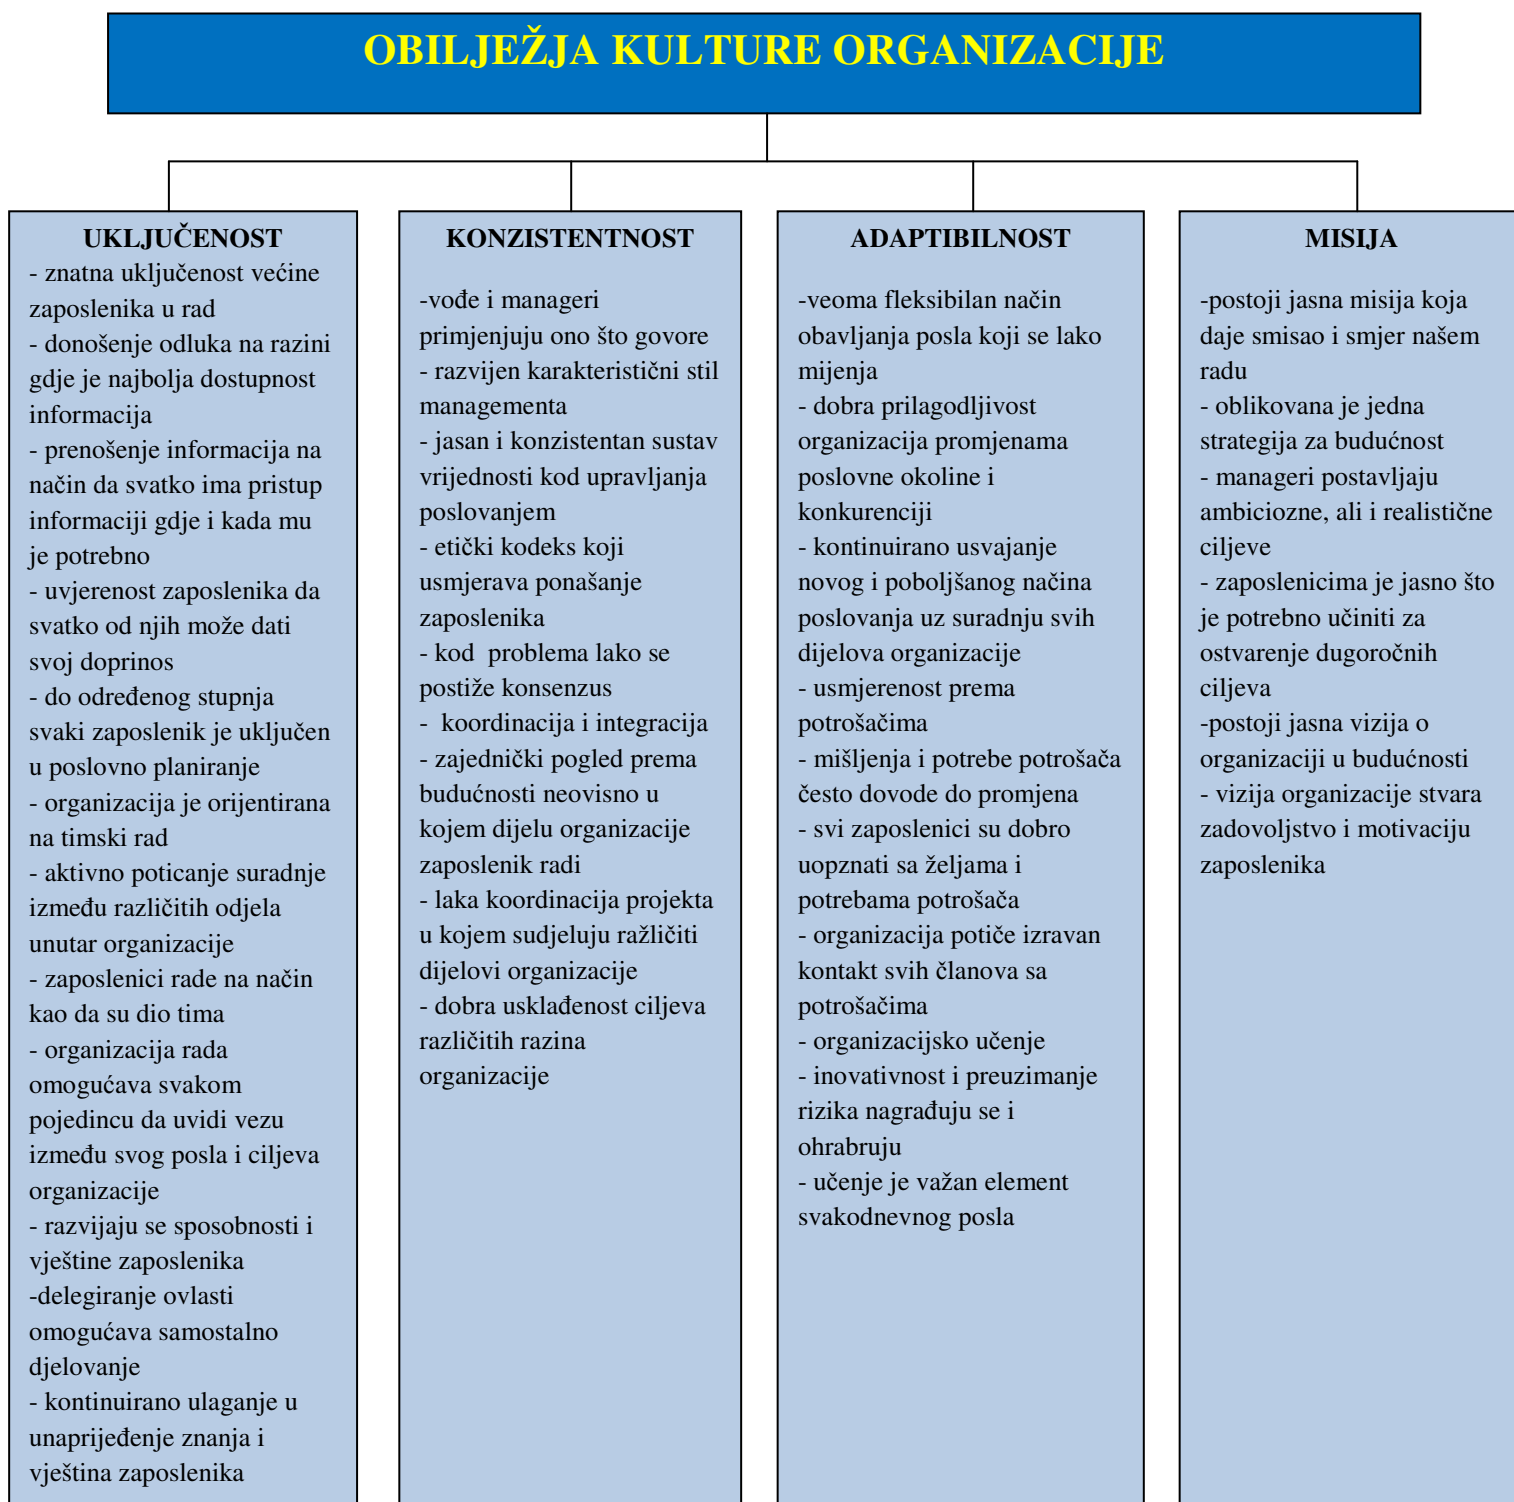 OBILJEŽJA KULTURE ORGANIZACIJE
UKLJUČENOST
- znatna uključenost većine
zaposlenika u rad
- donošenje odluka na razini
gdje je najbolja dostupnost
informacija
- prenošenje informacija na
način da svatko ima pristup
informaciji gdje i kada mu
je potrebno
- uvjerenost zaposlenika da
svatko od njih može dati
svoj doprinos
- do određenog stupnja
svaki zaposlenik je uključen
u poslovno planiranje
- organizacija je orijentirana
na timski rad
- aktivno poticanje suradnje
između različitih odjela
unutar organizacije
- zaposlenici rade na način
kao da su dio tima
- organizacija rada
omogućava svakom
pojedincu da uvidi vezu
između svog posla i ciljeva
organizacije
- razvijaju se sposobnosti i
vještine zaposlenika
-delegiranje ovlasti
omogućava samostalno
djelovanje
- kontinuirano ulaganje u
unaprijeđenje znanja i
vještina zaposlenika
KONZISTENTNOST
-vođe i manageri
primjenjuju ono što govore
- razvijen karakteristični stil
managementa
- jasan i konzistentan sustav
vrijednosti kod upravljanja
poslovanjem
- etički kodeks koji
usmjerava ponašanje
zaposlenika
- kod  problema lako se
postiže konsenzus
-  koordinacija i integracija
- zajednički pogled prema
budućnosti neovisno u
kojem dijelu organizacije
zaposlenik radi
- laka koordinacija projekta
u kojem sudjeluju ražličiti
dijelovi organizacije
- dobra usklađenost ciljeva
različitih razina
organizacije
ADAPTIBILNOST
-veoma fleksibilan način
obavljanja posla koji se lako
mijenja
- dobra prilagodljivost
organizacija promjenama
poslovne okoline i
konkurenciji
- kontinuirano usvajanje
novog i poboljšanog načina
poslovanja uz suradnju svih
dijelova organizacije
- usmjerenost prema
potrošačima
- mišljenja i potrebe potrošača
često dovode do promjena
- svi zaposlenici su dobro
uopznati sa željama i
potrebama potrošača
- organizacija potiče izravan
kontakt svih članova sa
potrošačima
- organizacijsko učenje
- inovativnost i preuzimanje
rizika nagrađuju se i
ohrabruju
- učenje je važan element
svakodnevnog posla
MISIJA
-postoji jasna misija koja
daje smisao i smjer našem
radu
- oblikovana je jedna
strategija za budućnost
- manageri postavljaju
ambiciozne, ali i realistične
ciljeve
- zaposlenicima je jasno što
je potrebno učiniti za
ostvarenje dugoročnih
ciljeva
-postoji jasna vizija o
organizaciji u budućnosti
- vizija organizacije stvara
zadovoljstvo i motivaciju
zaposlenika